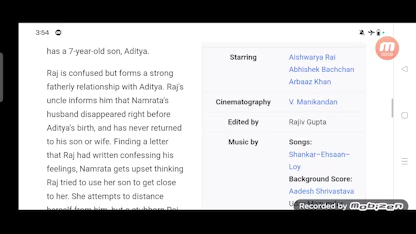 3:54
has a 7-year-old son, Aditya.
Raj is confused but forms a strong
fatherly relationship with Aditya. Raj's
uncle informs him that Namrata's
husband disappeared right before
Aditya's birth, and has never returned
to his son or wife. Finding a letter
that Raj had written confessing his
feelings, Namrata gets upset thinking
Raj tried to use her son to get close
to her. She attempts to distance
Starring
Aishwarya Rai
Abhishek Bachchan
Arbaaz Khan
Cinematography
V. Manikandan
Edited by
Rajiv Gupta
Music by
Songs:
Shankar–Ehsaan–
Loy
Background Score:
Aadesh Shrivastava
Recorded by Mobizen